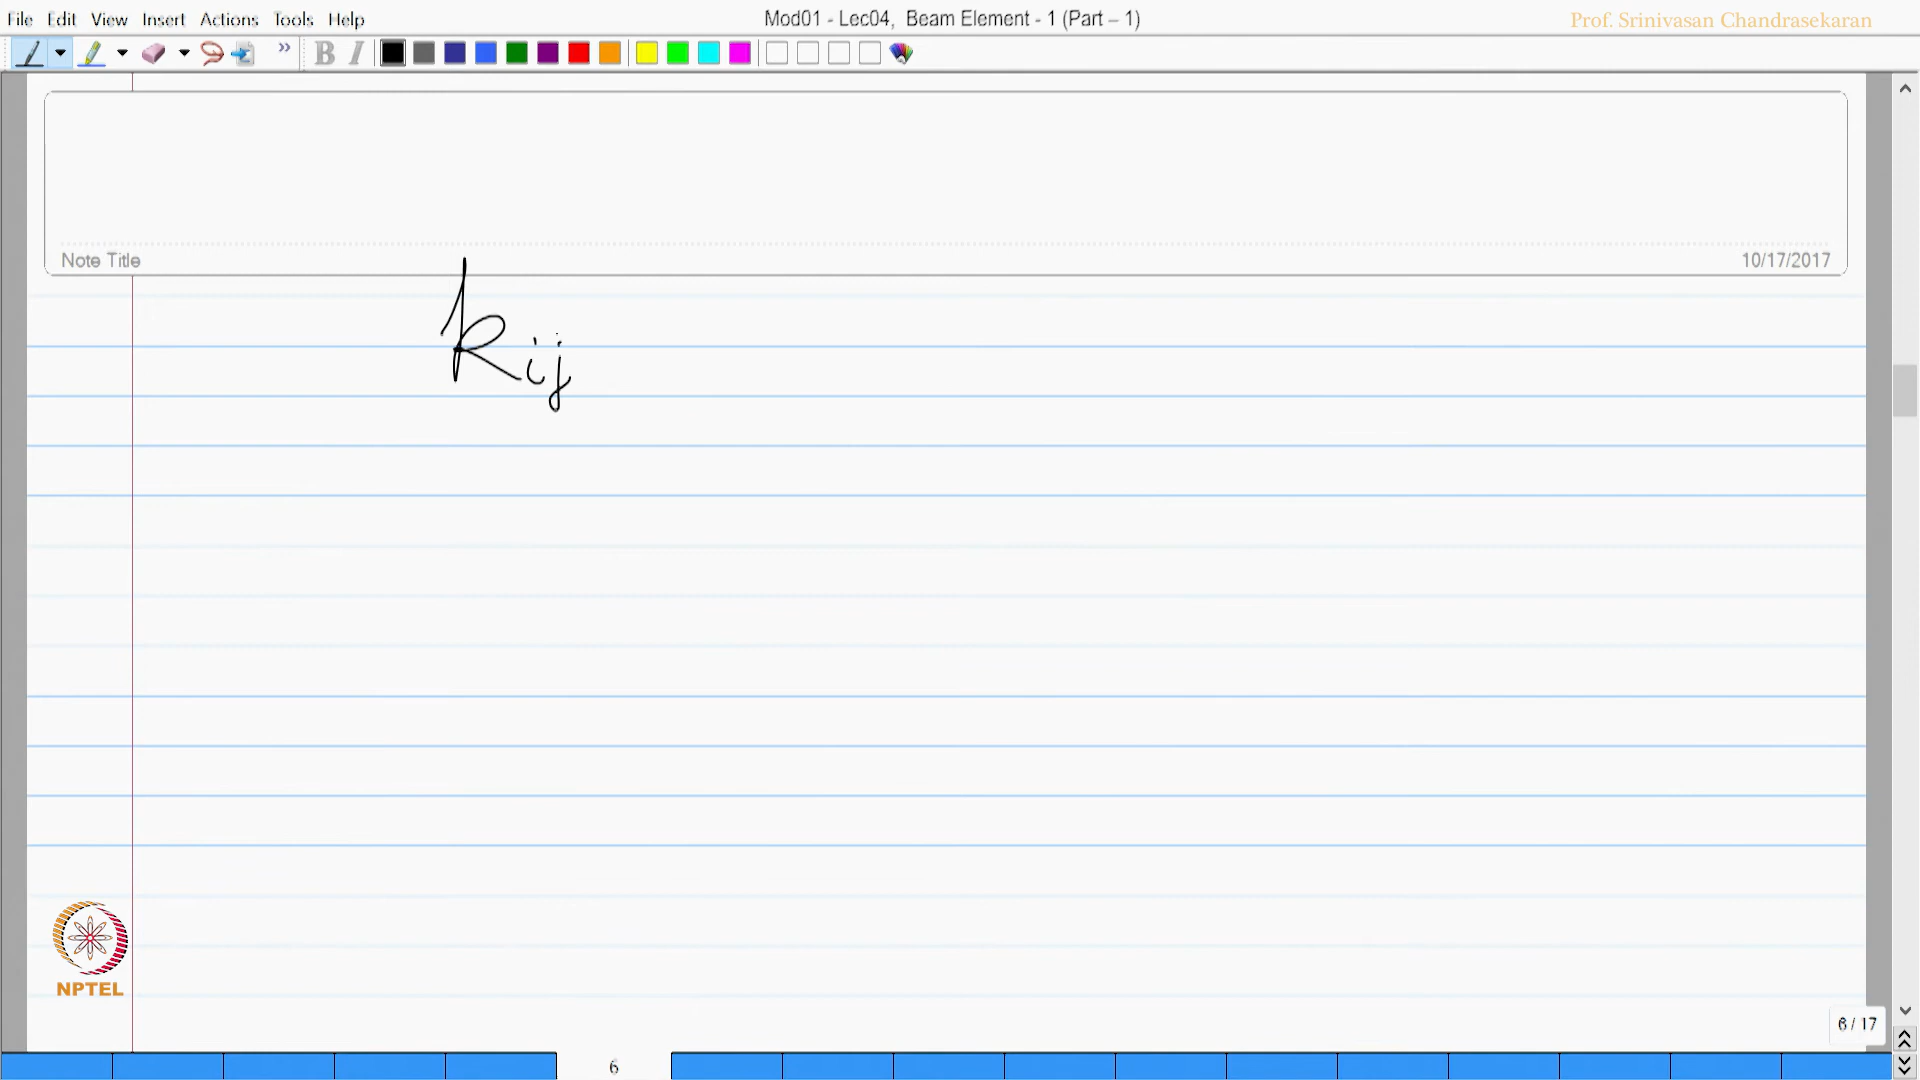 File Edit View Insert Actions Tools Help
Mod01 - Lec04, Beam Element - 1 (Part – 1)
Prof. Srinivasan Chandrasekaran
B I
Note Title
10/17/2017
kij
NPTEL
6 / 17
6